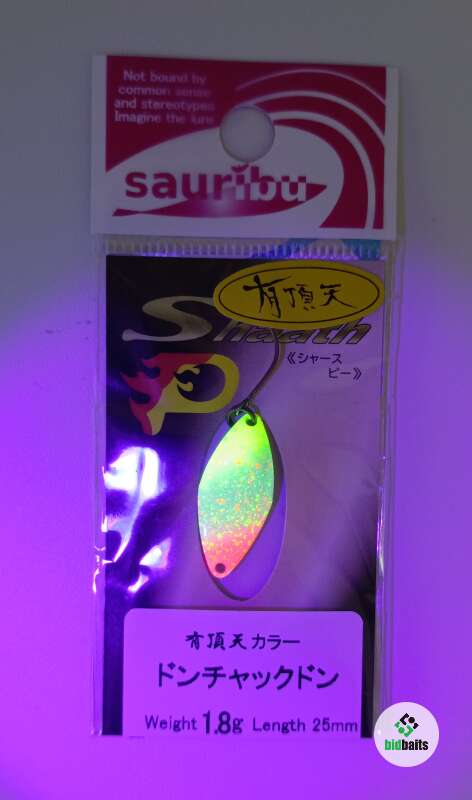 Not bound by
common sense
and stereotypes
Imagine the lure
sauribu
有頂天
Shaath
P
《シャース
ピー》
有頂天カラー
ドンチャックドン
Weight 1.8g Length 25mm
bidbaits